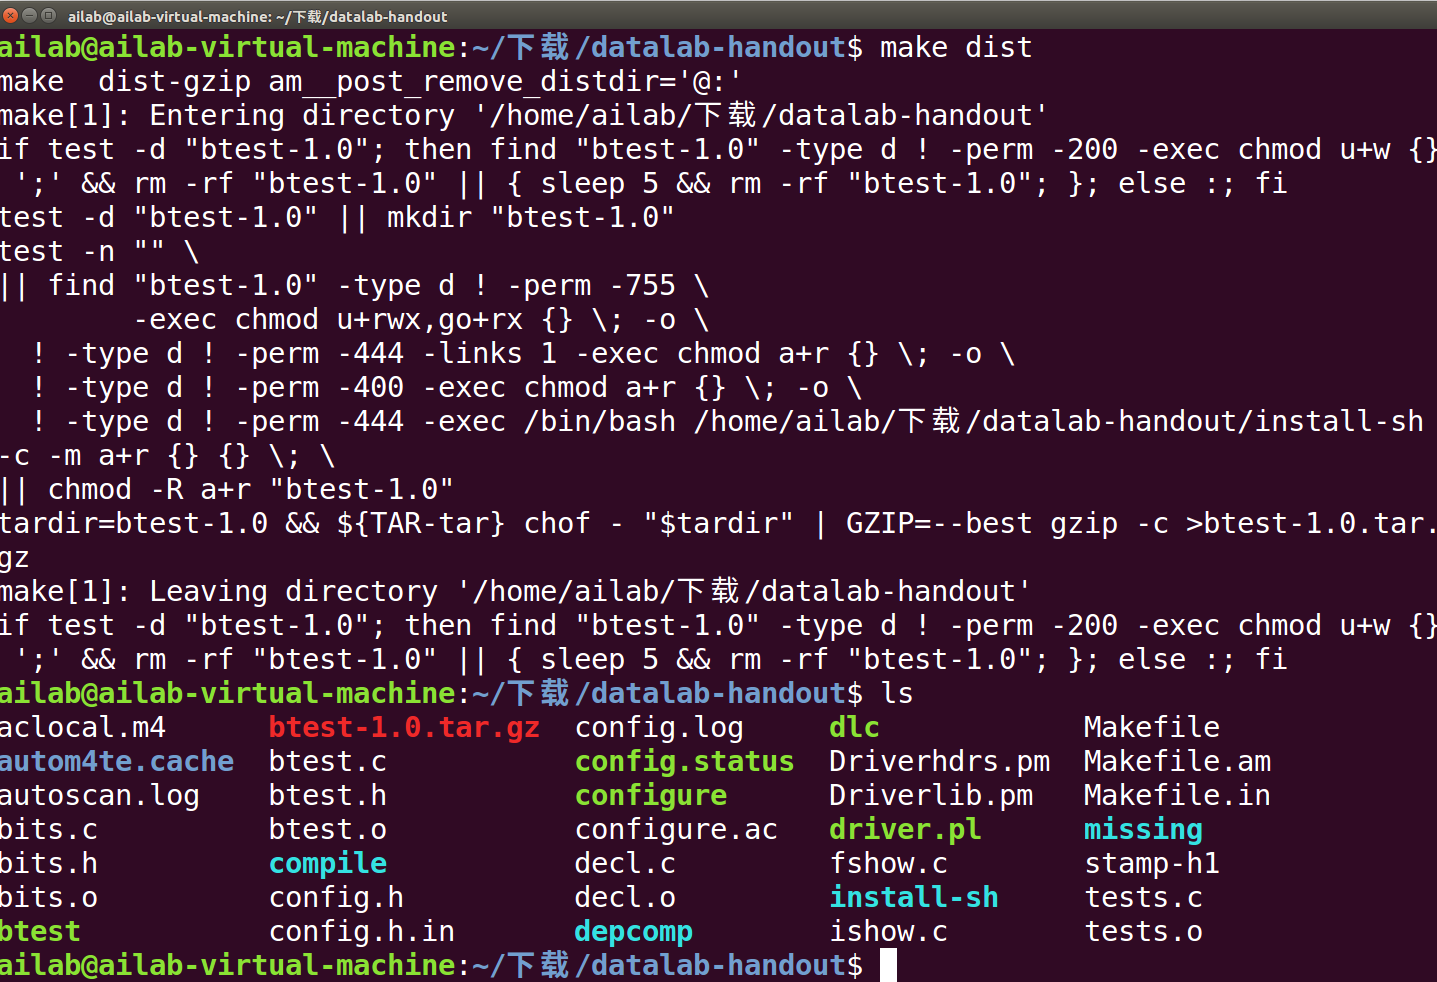 ailab@ailab-virtual-machine: ~/下载/datalab-handout
ailab@ailab-virtual-machine:~/下载/datalab-handout$ make dist
make  dist-gzip am__post_remove_distdir='@:'
make[1]: Entering directory '/home/ailab/下载/datalab-handout'
if test -d "btest-1.0"; then find "btest-1.0" -type d ! -perm -200 -exec chmod u+w {}
 ';' && rm -rf "btest-1.0" || { sleep 5 && rm -rf "btest-1.0"; }; else :; fi
test -d "btest-1.0" || mkdir "btest-1.0"
test -n "" \
|| find "btest-1.0" -type d ! -perm -755 \
        -exec chmod u+rwx,go+rx {} \; -o \
  ! -type d ! -perm -444 -links 1 -exec chmod a+r {} \; -o \
  ! -type d ! -perm -400 -exec chmod a+r {} \; -o \
  ! -type d ! -perm -444 -exec /bin/bash /home/ailab/下载/datalab-handout/install-sh
-c -m a+r {} {} \; \
|| chmod -R a+r "btest-1.0"
tardir=btest-1.0 && ${TAR-tar} chof - "$tardir" | GZIP=--best gzip -c >btest-1.0.tar.
gz
make[1]: Leaving directory '/home/ailab/下载/datalab-handout'
if test -d "btest-1.0"; then find "btest-1.0" -type d ! -perm -200 -exec chmod u+w {}
 ';' && rm -rf "btest-1.0" || { sleep 5 && rm -rf "btest-1.0"; }; else :; fi
ailab@ailab-virtual-machine:~/下载/datalab-handout$ ls
aclocal.m4      btest-1.0.tar.gz  config.log     dlc            Makefile
autom4te.cache  btest.c           config.status  Driverhdrs.pm  Makefile.am
autoscan.log    btest.h           configure      Driverlib.pm   Makefile.in
bits.c          btest.o           configure.ac   driver.pl      missing
bits.h          compile           decl.c         fshow.c        stamp-h1
bits.o          config.h          decl.o         install-sh     tests.c
btest           config.h.in       depcomp        ishow.c        tests.o
ailab@ailab-virtual-machine:~/下载/datalab-handout$